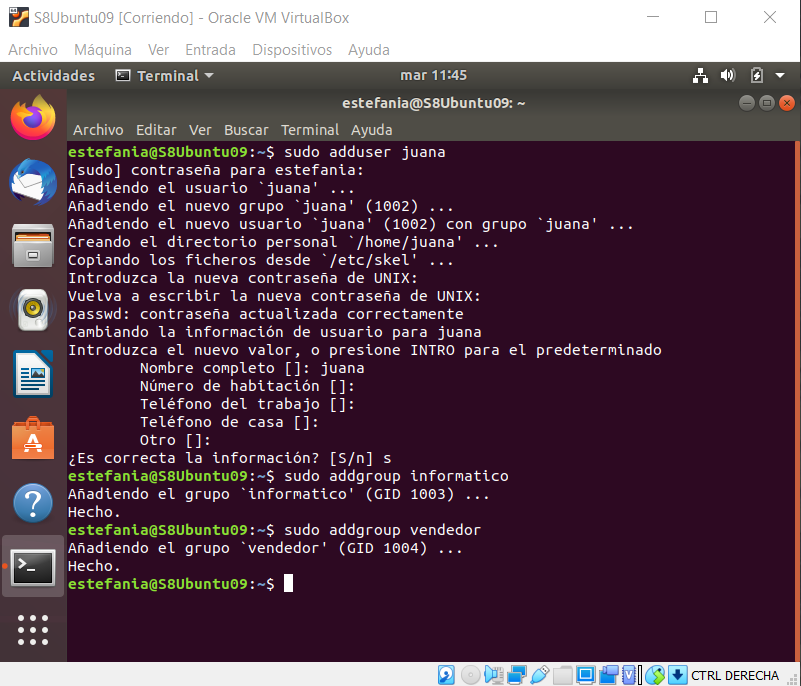 S8Ubuntu09 [Corriendo] - Oracle VM VirtualBox
Archivo Máquina Ver Entrada Dispositivos Ayuda
Actividades Terminal mar 11:45
estefania@S8Ubuntu09: ~
Archivo Editar Ver Buscar Terminal Ayuda
estefania@S8Ubuntu09:~$ sudo adduser juana
[sudo] contraseña para estefania:
Añadiendo el usuario `juana' ...
Añadiendo el nuevo grupo `juana' (1002) ...
Añadiendo el nuevo usuario `juana' (1002) con grupo `juana' ...
Creando el directorio personal `/home/juana' ...
Copiando los ficheros desde `/etc/skel' ...
Introduzca la nueva contraseña de UNIX:
Vuelva a escribir la nueva contraseña de UNIX:
passwd: contraseña actualizada correctamente
Cambiando la información de usuario para juana
Introduzca el nuevo valor, o presione INTRO para el predeterminado
Nombre completo []: juana
Número de habitación []:
Teléfono del trabajo []:
Teléfono de casa []:
Otro []:
¿Es correcta la información? [S/n] s
estefania@S8Ubuntu09:~$ sudo addgroup informatico
Añadiendo el grupo `informatico' (GID 1003) ...
Hecho.
estefania@S8Ubuntu09:~$ sudo addgroup vendedor
Añadiendo el grupo `vendedor' (GID 1004) ...
Hecho.
estefania@S8Ubuntu09:~$
CTRL DERECHA